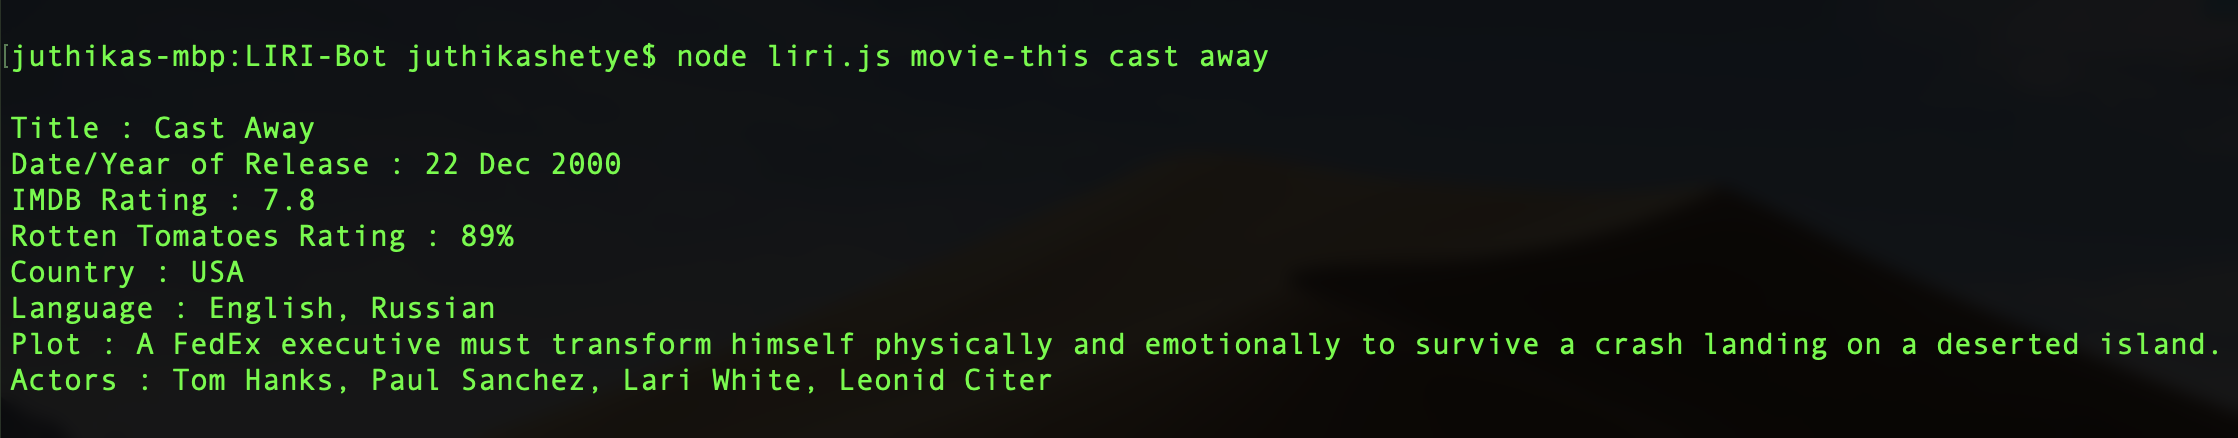 [juthikas-mbp:LIRI-Bot juthikashetye$ node liri.js movie-this cast away
Title : Cast Away
Date/Year of Release : 22 Dec 2000
IMDB Rating : 7.8
Rotten Tomatoes Rating : 89%
Country : USA
Language : English, Russian
Plot : A FedEx executive must transform himself physically and emotionally to survive a crash landing on a deserted island.
Actors : Tom Hanks, Paul Sanchez, Lari White, Leonid Citer